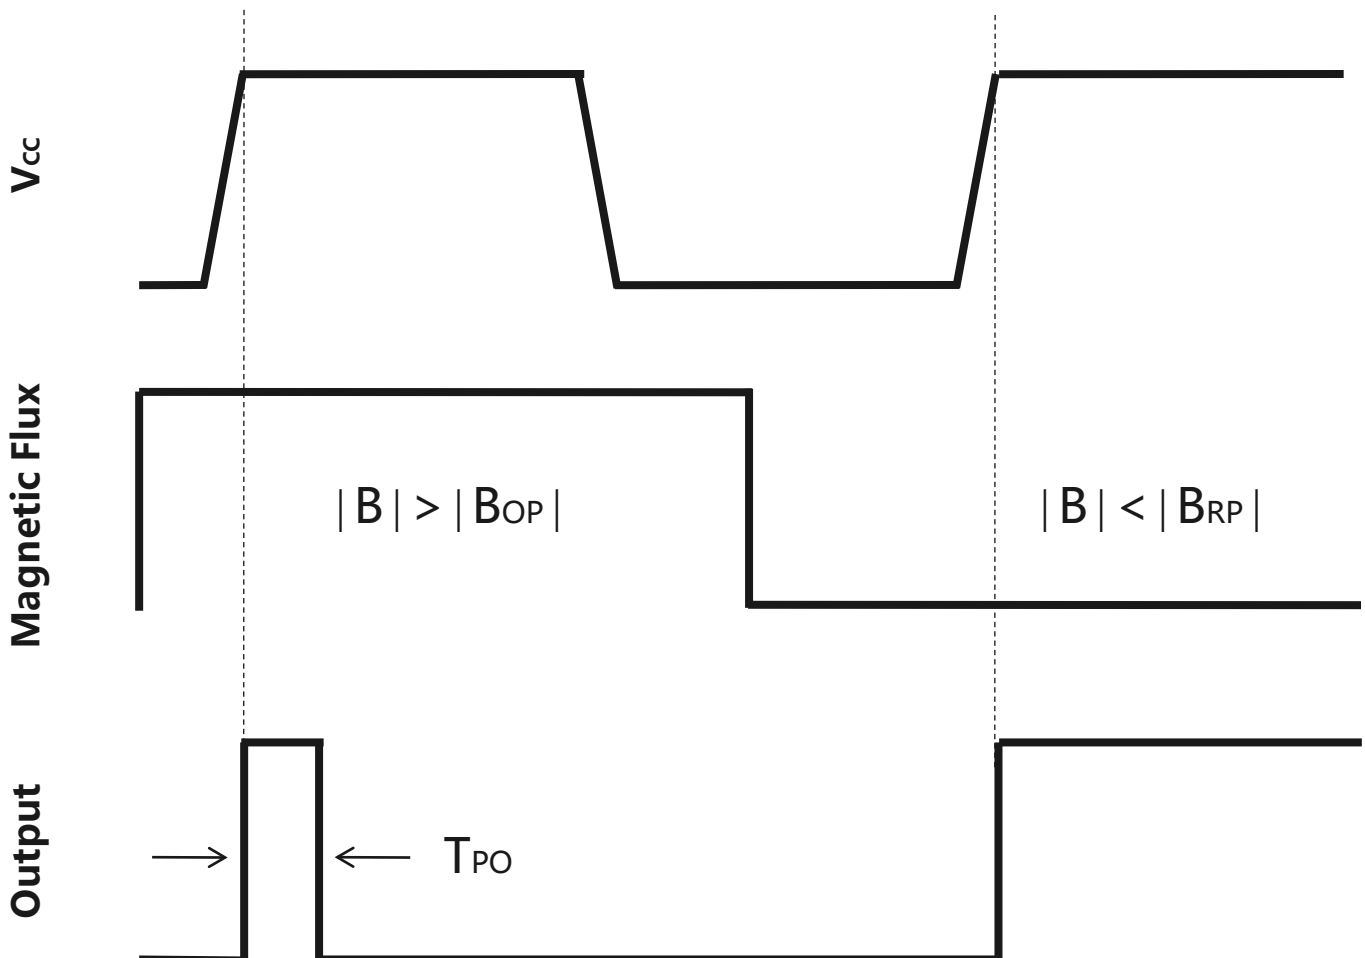 Vcc
Magnetic Flux
|B| > |BOP|
|B| < |BRP|
Output
TPO